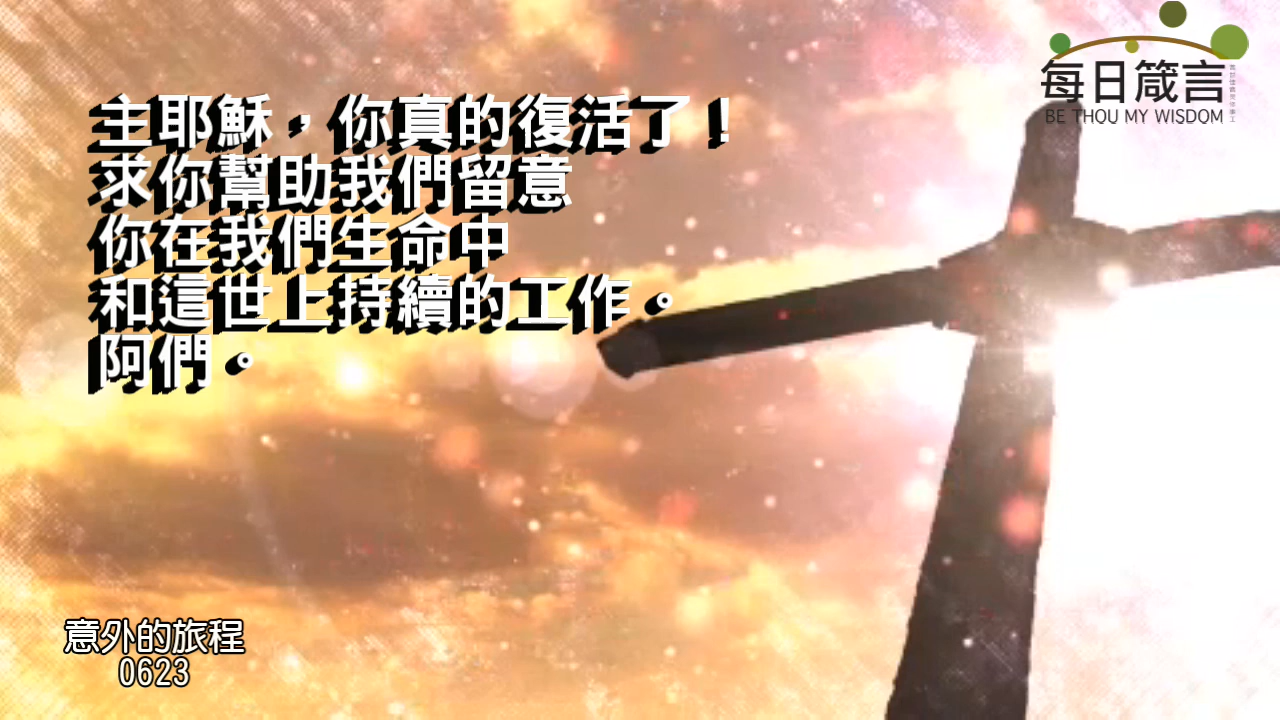 每日箴言
BE THOU MY WISDOM
主耶穌，你真的復活了！
求你幫助我們留意
你在我們生命中
和這世上持續的工作。
阿們。
意外的旅程
0623